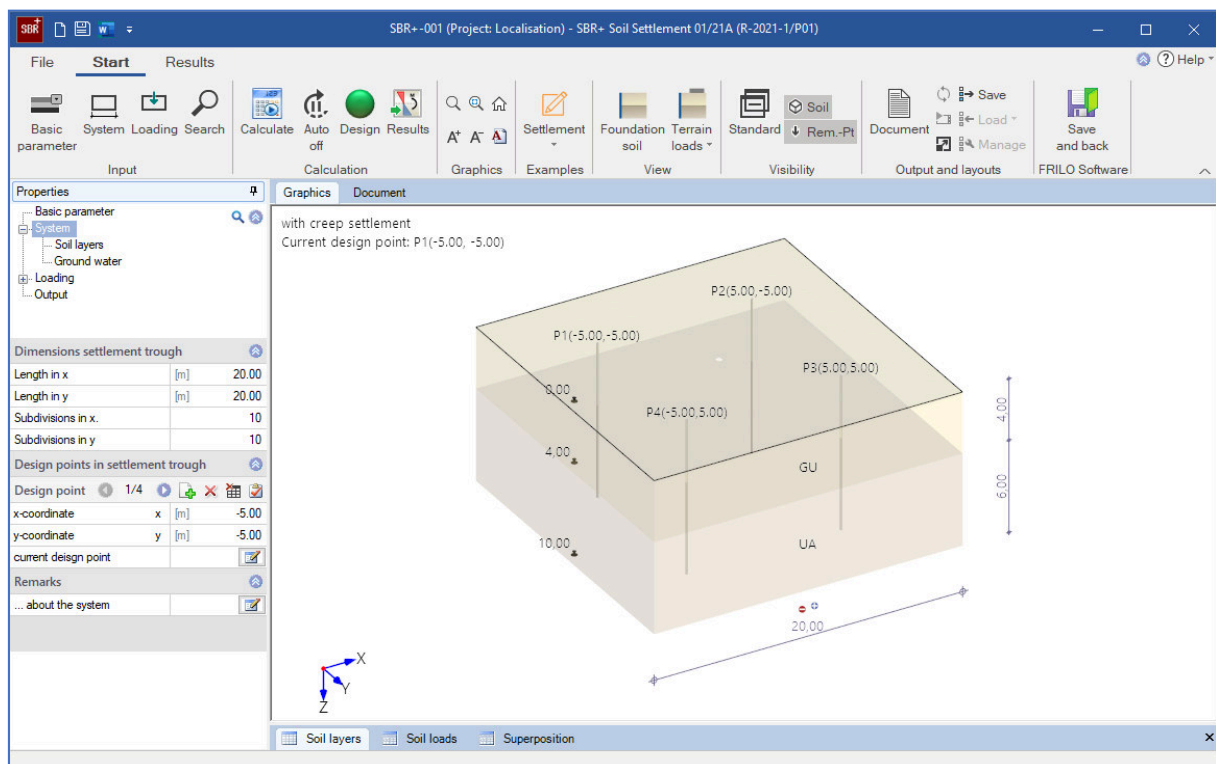 SBR+
SBR+-001 (Project: Localisation) - SBR+ Soil Settlement 01/21A (R-2021-1/P01)
File Start Results
Help
Basic parameter
System
Loading
Search
Input
Calculate
Auto off
Design
Results
Calculation
A+ A- A
Graphics
Settlement
Examples
Foundation soil
Terrain loads
View
Standard
Soil
Rem.-Pt
Visibility
Document
Save
Load
Manage
Output and layouts
Save and back
FRILO Software
Properties
Basic parameter
System
Soil layers
Ground water
Loading
Output
Dimensions settlement trough
Length in x [m] 20.00
Length in y [m] 20.00
Subdivisions in x. 10
Subdivisions in y 10
Design points in settlement trough
Design point 1/4
x-coordinate x [m] -5.00
y-coordinate y [m] -5.00
current deisgn point
Remarks
... about the system
Graphics Document
with creep settlement
Current design point: P1(-5.00, -5.00)
P2(5.00,-5.00)
P1(-5.00,-5.00)
P3(5.00,5.00)
0,00
P4(-5.00,5.00)
4,00
4,00
GU
6,00
10,00
UA
20,00
X
Y
Z
Soil layers Soil loads Superposition